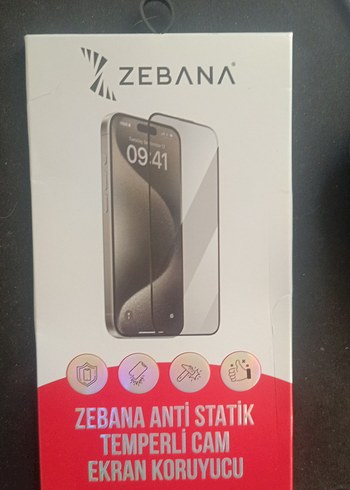 ZEBANA®
09:41
ZEBANA ANTİ STATİK
TEMPERLİ CAM
EKRAN KORUYUCU